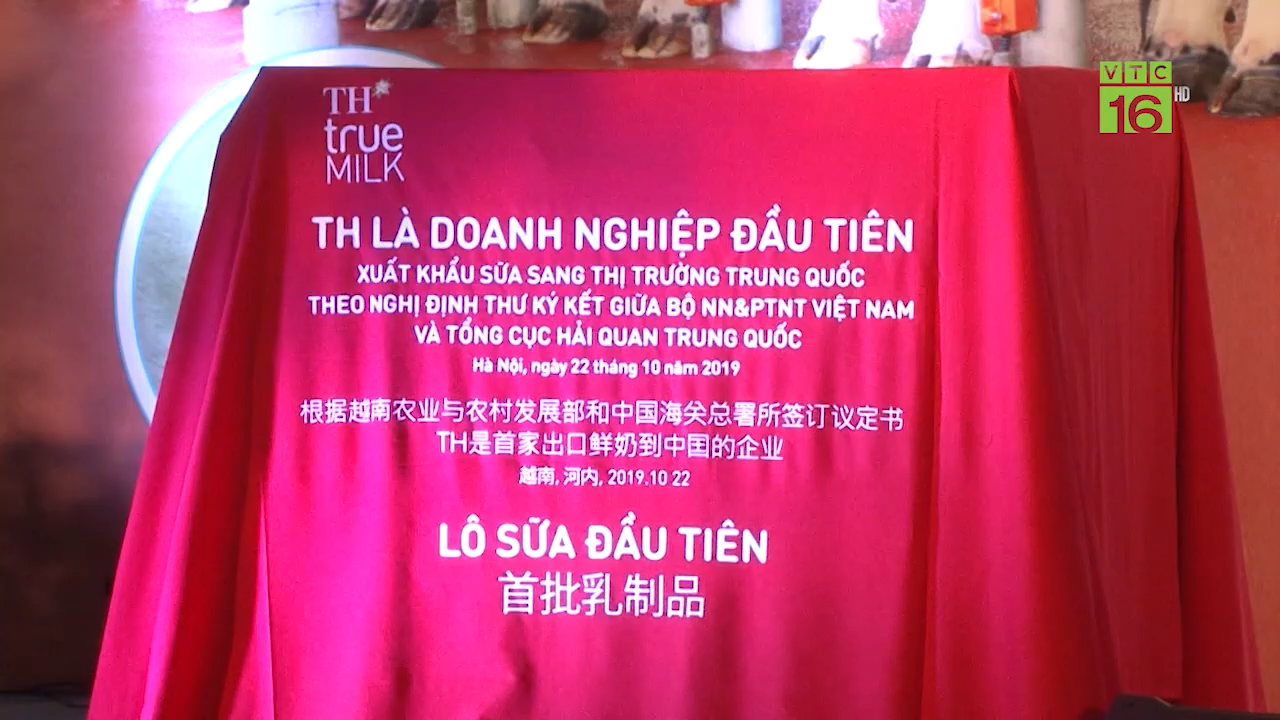 VTC
16 HD
TH
true
MILK
TH LÀ DOANH NGHIỆP ĐẦU TIÊN
XUẤT KHẨU SỮA SANG THỊ TRƯỜNG TRUNG QUỐC
THEO NGHỊ ĐỊNH THƯ KÝ KẾT GIỮA BỘ NN&PTNT VIỆT NAM
VÀ TỔNG CỤC HẢI QUAN TRUNG QUỐC
Hà Nội, ngày 22 tháng 10 năm 2019
根据越南农业与农村发展部和中国海关总署所签订议定书
TH是首家出口鲜奶到中国的企业
越南, 河内, 2019.10 22
LÔ SỮA ĐẦU TIÊN
首批乳制品